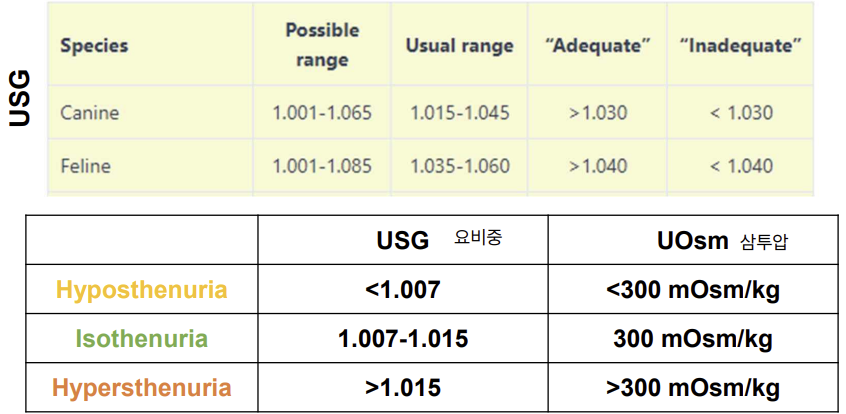 USG
Species Possible range Usual range “Adequate” “Inadequate”
Canine 1.001-1.065 1.015-1.045 >1.030 < 1.030
Feline 1.001-1.085 1.035-1.060 >1.040 < 1.040
USG 요비중 UOsm 삼투압
Hyposthenuria <1.007 <300 mOsm/kg
Isothenuria 1.007-1.015 300 mOsm/kg
Hypersthenuria >1.015 >300 mOsm/kg